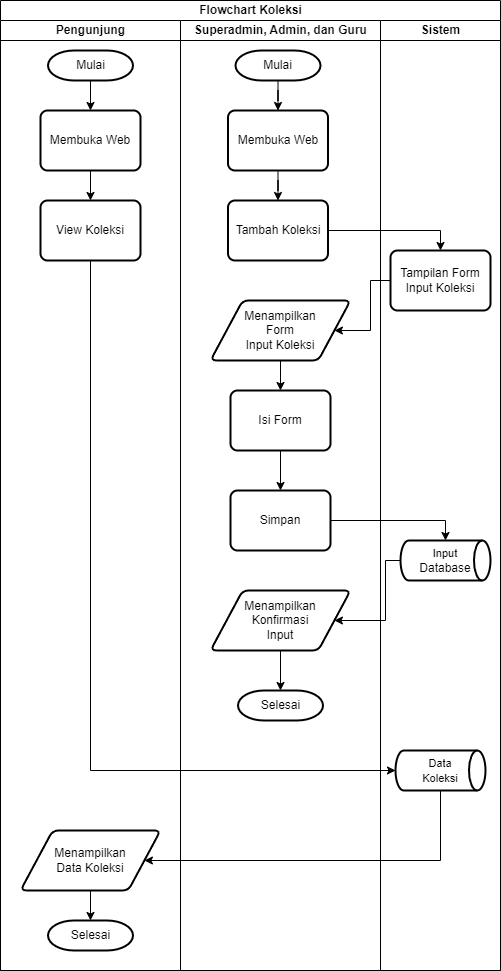 Flowchart Koleksi
Pengunjung
Superadmin, Admin, dan Guru
Sistem
Mulai
Mulai
Membuka Web
Membuka Web
View Koleksi
Tambah Koleksi
Tampilan Form
Input Koleksi
Menampilkan
Form
Input Koleksi
Isi Form
Simpan
Input
Database
Menampilkan
Konfirmasi
Input
Selesai
Data
Koleksi
Menampilkan
Data Koleksi
Selesai